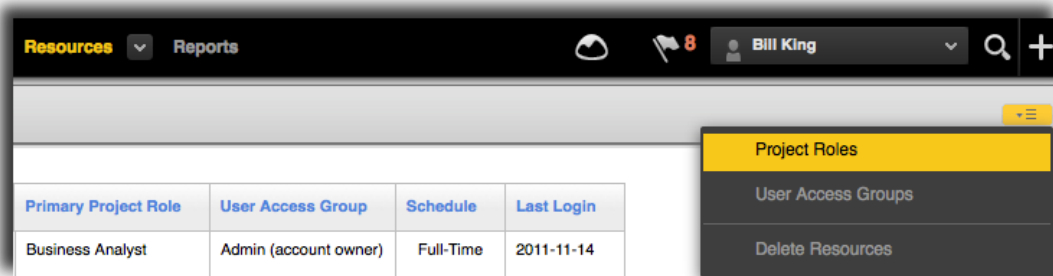 Resources Reports 8 Bill King
Project Roles
User Access Groups
Delete Resources
Primary Project Role User Access Group Schedule Last Login
Business Analyst Admin (account owner) Full-Time 2011-11-14